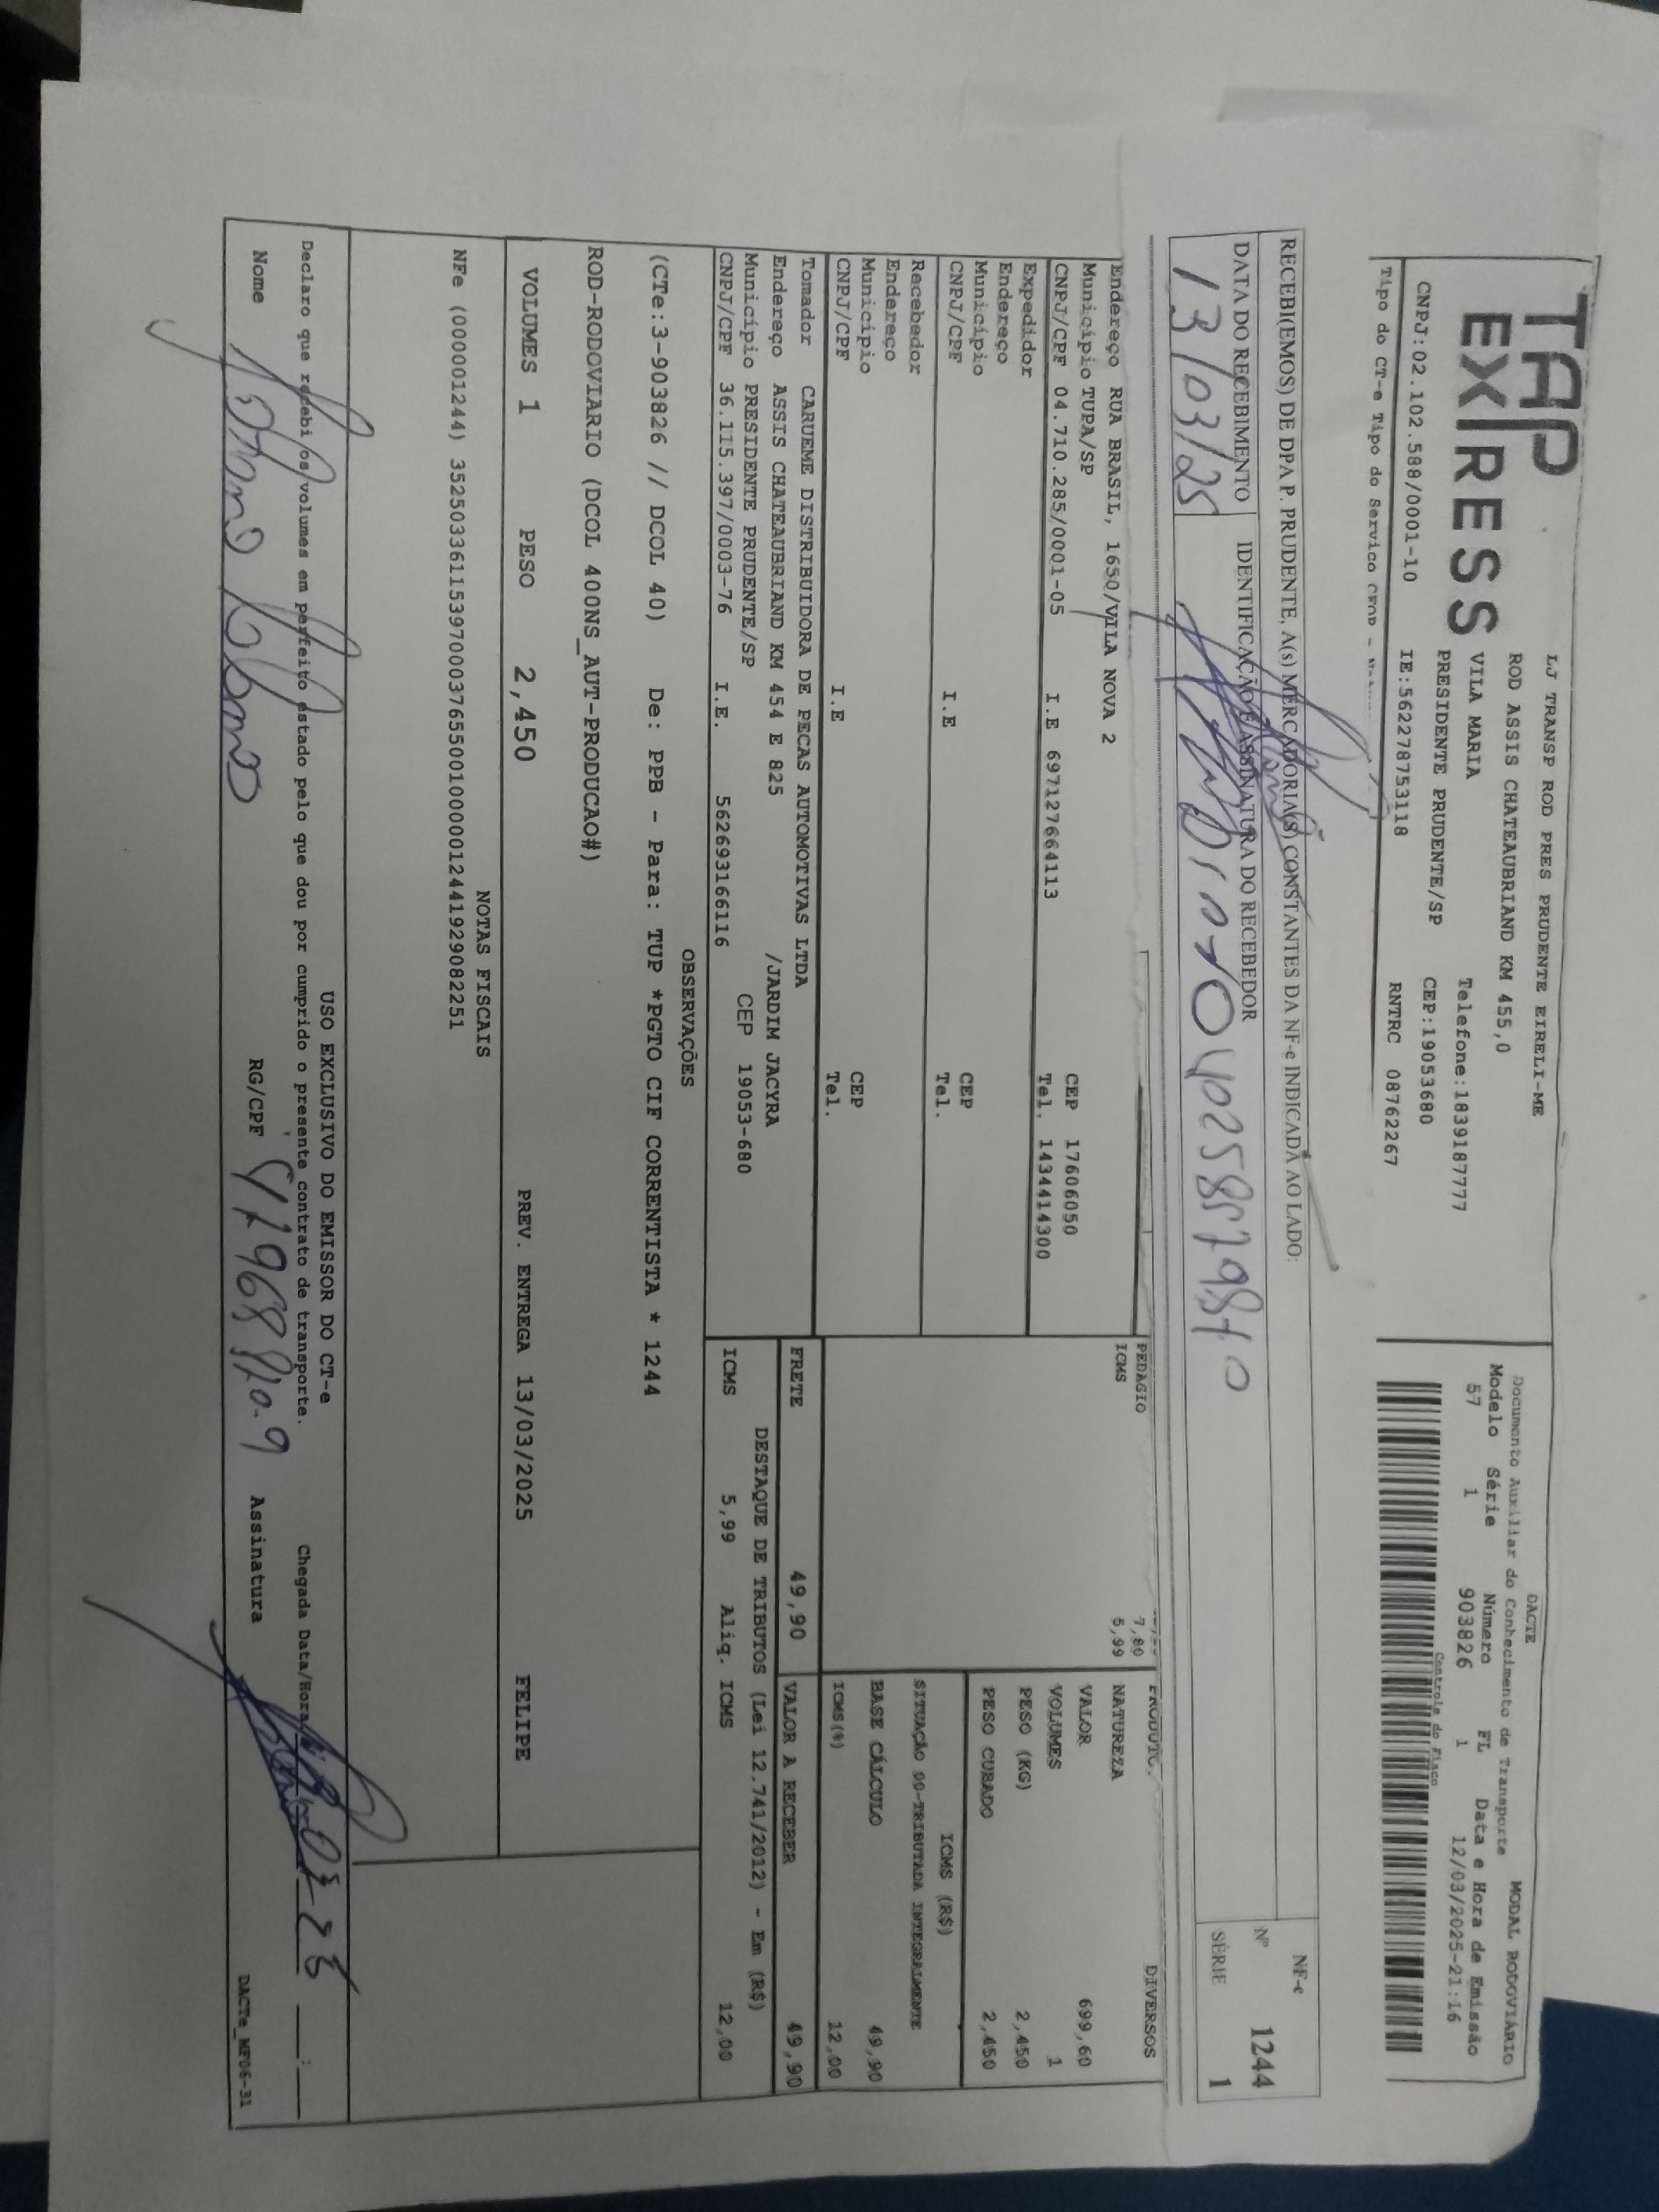 TAP
EXPRESS
LJ TRANSP ROD PRES PRUDENTE EIRELI-ME
ROD ASSIS CHATEAUBRIAND KM 455,0
VILA MARIA Telefone:1839187777
PRESIDENTE PRUDENTE/SP CEP:19053680
CNPJ:02.102.588/0001-10 IE:562278753118 RNTRC 08762267
Tipo do CT-e Tipo do Servico CFOP -
DACTE MODAL RODOVIÁRIO
Documento Auxiliar do Conhecimento de Transporte
Modelo Série Número FL Data e Hora de Emissão
57 1 903826 1 12/03/2025-21:16
Controle do Fisco
RECEBI(EMOS) DE DPA P. PRUDENTE, A(s) MERCADORIA(S) CONSTANTES DA NF-e INDICADA AO LADO:
DATA DO RECEBIMENTO IDENTIFICAÇÃO E ASSINATURA DO RECEBEDOR
13/03/25
NF-e
Nº 1244
SÉRIE 1
Endereço RUA BRASIL, 1650/VILA NOVA 2
Município TUPA/SP CEP 17606050
CNPJ/CPF 04.710.285/0001-05 I.E 697127664113 Tel. 1434414300
Expedidor
Endereço
Município CEP
CNPJ/CPF I.E Tel.
Recebedor
Endereço
Município CEP
CNPJ/CPF I.E Tel.
Tomador CARUEME DISTRIBUIDORA DE PECAS AUTOMOTIVAS LTDA
Endereço ASSIS CHATEAUBRIAND KM 454 E 825 /JARDIM JACYRA
Município PRESIDENTE PRUDENTE/SP CEP 19053-680
CNPJ/CPF 36.115.397/0003-76 I.E. 562693166116
PEDAGIO 7,80
ICMS 5,99
PRODUTO. DIVERSOS
NATUREZA
VALOR 699,60
VOLUMES 1
PESO (KG) 2,450
PESO CUBADO 2,450
ICMS (R$)
SITUAÇÃO 00-TRIBUTADA INTEGRALMENTE
BASE CÁLCULO 49,90
ICMS(%) 12,00
FRETE 49,90 VALOR A RECEBER 49,90
DESTAQUE DE TRIBUTOS (Lei 12.741/2012) - Em (R$)
ICMS 5,99 Aliq. ICMS 12,00
OBSERVAÇÕES
(CTe:3-903826 // DCOL 40) De: PPB - Para: TUP *PGTO CIF CORRENTISTA * 1244
ROD-RODOVIARIO (DCOL 400NS_AUT-PRODUCAO#)
VOLUMES 1 PESO 2,450 PREV. ENTREGA 13/03/2025 FELIPE
NOTAS FISCAIS
NFe (000001244) 35250336115397000376550010000012441929082251
USO EXCLUSIVO DO EMISSOR DO CT-e
Declaro que recebi os volumes em perfeito estado pelo que dou por cumprido o presente contrato de transporte. Chegada Data/Hora
Nome RG/CPF Assinatura
DACTe_MF06-31